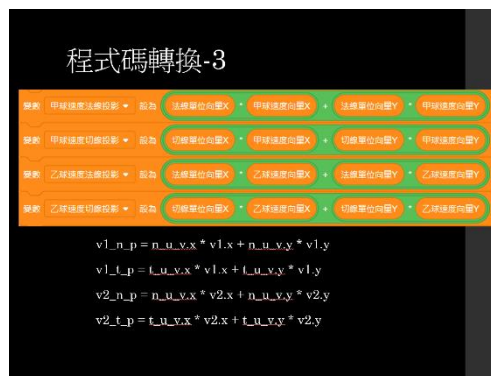 程式碼轉換-3
變數 甲球速度法線投影 ▾ 設為 法線單位向量X * 甲球速度向量X + 法線單位向量Y * 甲球速度向量Y
變數 甲球速度切線投影 ▾ 設為 切線單位向量X * 甲球速度向量X + 切線單位向量Y * 甲球速度向量Y
變數 乙球速度法線投影 ▾ 設為 法線單位向量X * 乙球速度向量X + 法線單位向量Y * 乙球速度向量Y
變數 乙球速度切線投影 ▾ 設為 切線單位向量X * 乙球速度向量X + 切線單位向量Y * 乙球速度向量Y
v1_n_p = n_u_v.x * v1.x + n_u_v.y * v1.y
v1_t_p = t_u_v.x * v1.x + t_u_v.y * v1.y
v2_n_p = n_u_v.x * v2.x + n_u_v.y * v2.y
v2_t_p = t_u_v.x * v2.x + t_u_v.y * v2.y